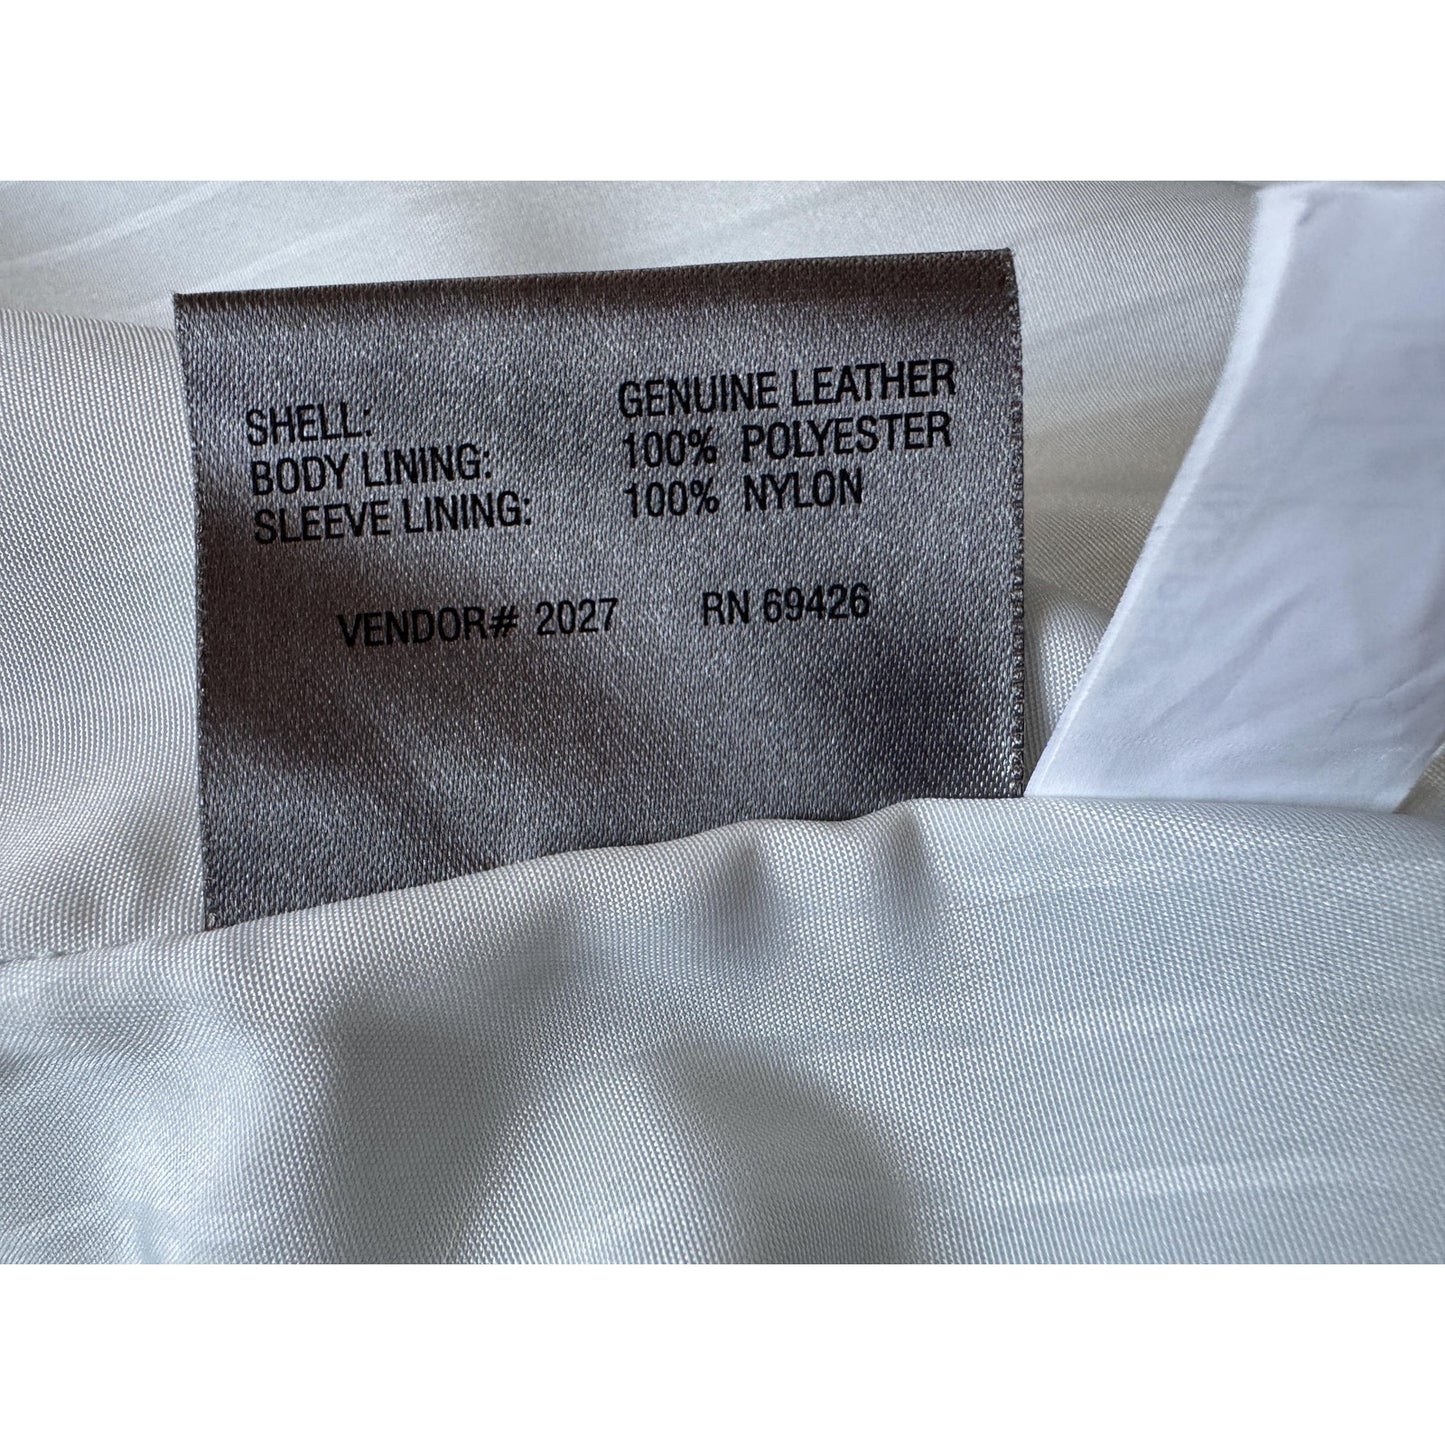 SHELL: GENUINE LEATHER
BODY LINING: 100% POLYESTER
SLEEVE LINING: 100% NYLON
VENDOR# 2027 RN 69426